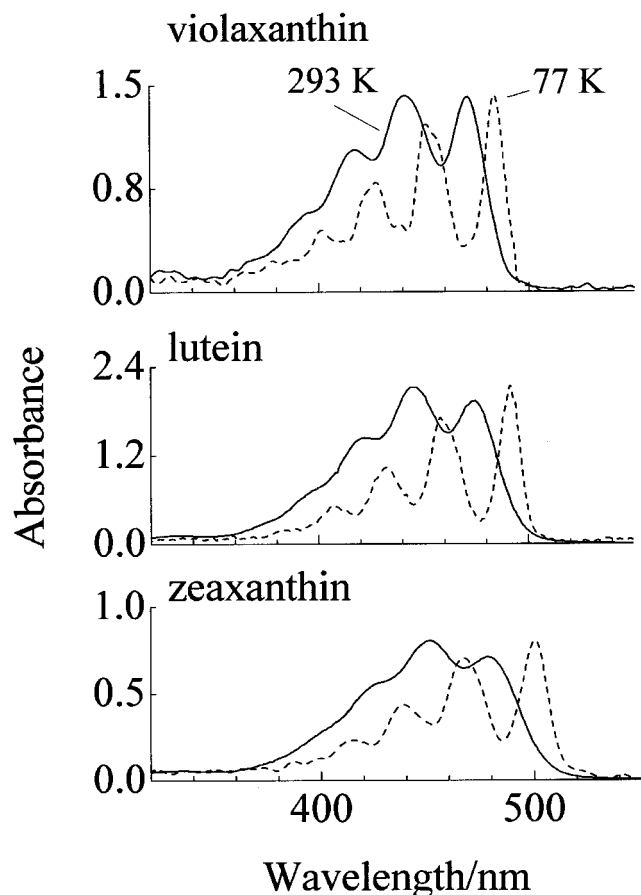 violaxanthin
293 K
77 K
1.5
0.8
0.0
lutein
2.4
1.2
0.0
Absorbance
zeaxanthin
1.0
0.5
0.0
400
500
Wavelength/nm